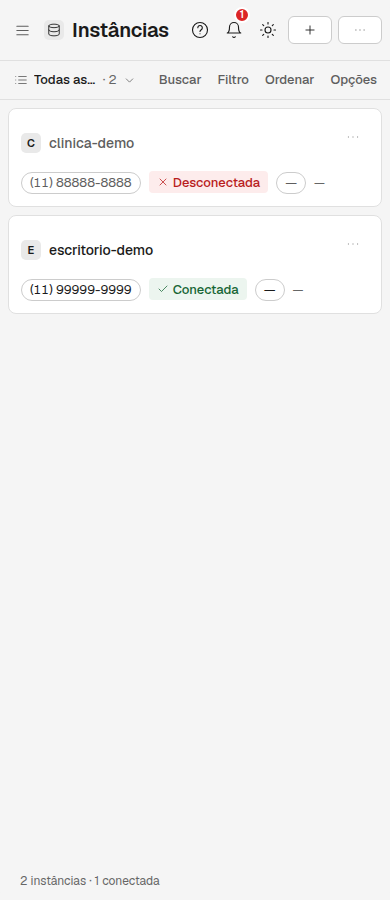 Instâncias
1
Todas as... · 2
Buscar
Filtro
Ordenar
Opções
C clinica-demo
(11) 88888-8888 Desconectada — —
E escritorio-demo
(11) 99999-9999 Conectada — —
2 instâncias · 1 conectada